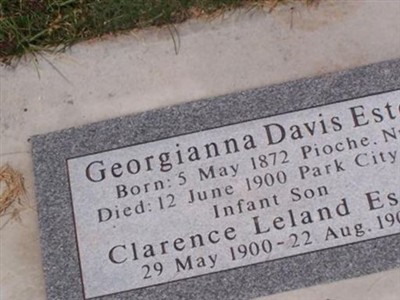 Georgianna Davis Est
Born: 5 May 1872 Pioche, N
Died: 12 June 1900 Park City
Infant Son
Clarence Leland Es
29 May 1900-22 Aug. 190